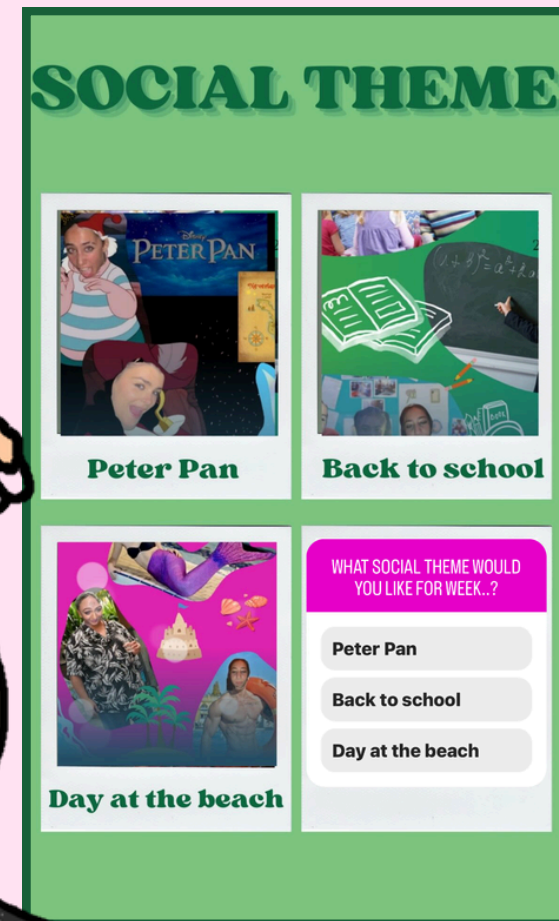 SOCIAL THEME
Disney
PETER PAN
Peter Pan
Back to school
Day at the beach
WHAT SOCIAL THEME WOULD
YOU LIKE FOR WEEK..?
Peter Pan
Back to school
Day at the beach